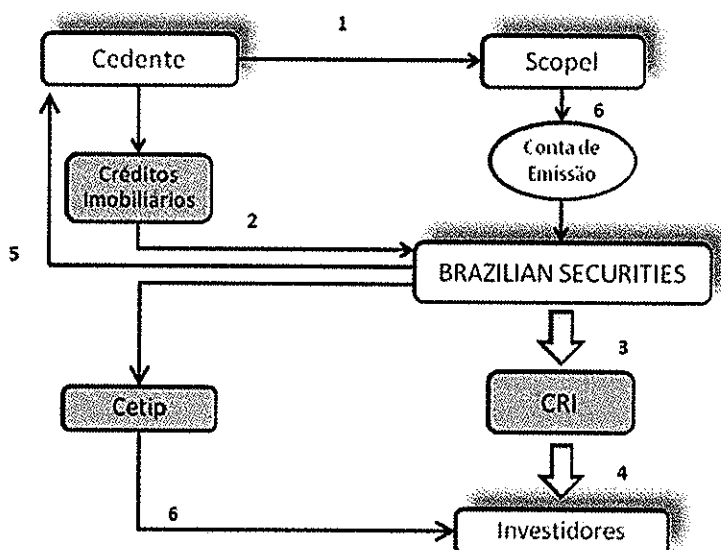 1
Cedente
Scopel
6
Conta de
Emissão
Créditos
Imobiliários
2
5
BRAZILIAN SECURITIES
3
Cetip
CRI
4
6
Investidores